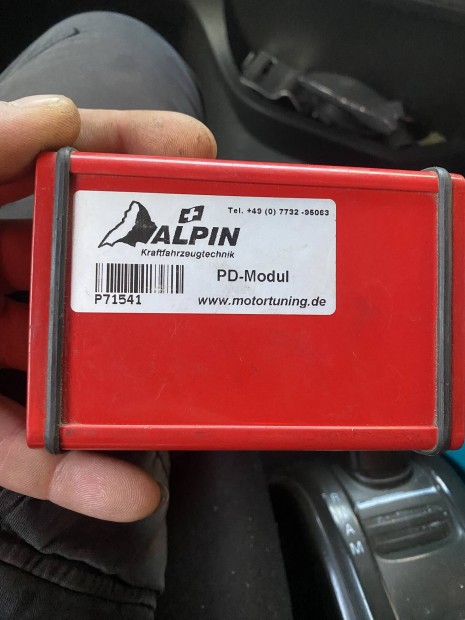 Tel. +49 (0) 7732 -95063
ALPIN
Kraftfahrzeugtechnik
PD-Modul
P71541
www.motortuning.de